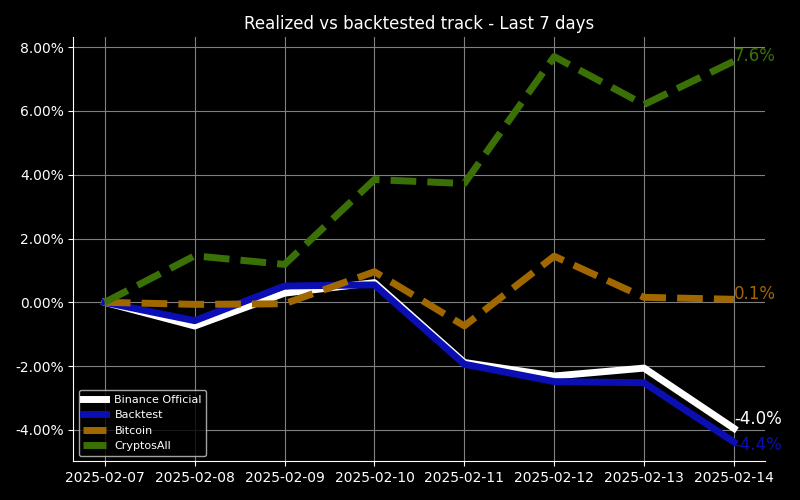 Realized vs backtested track - Last 7 days
8.00%
6.00%
4.00%
2.00%
0.00%
-2.00%
-4.00%
7.6%
0.1%
-4.0%
-4.4%
Binance Official
Backtest
Bitcoin
CryptosAll
2025-02-07 2025-02-08 2025-02-09 2025-02-10 2025-02-11 2025-02-12 2025-02-13 2025-02-14